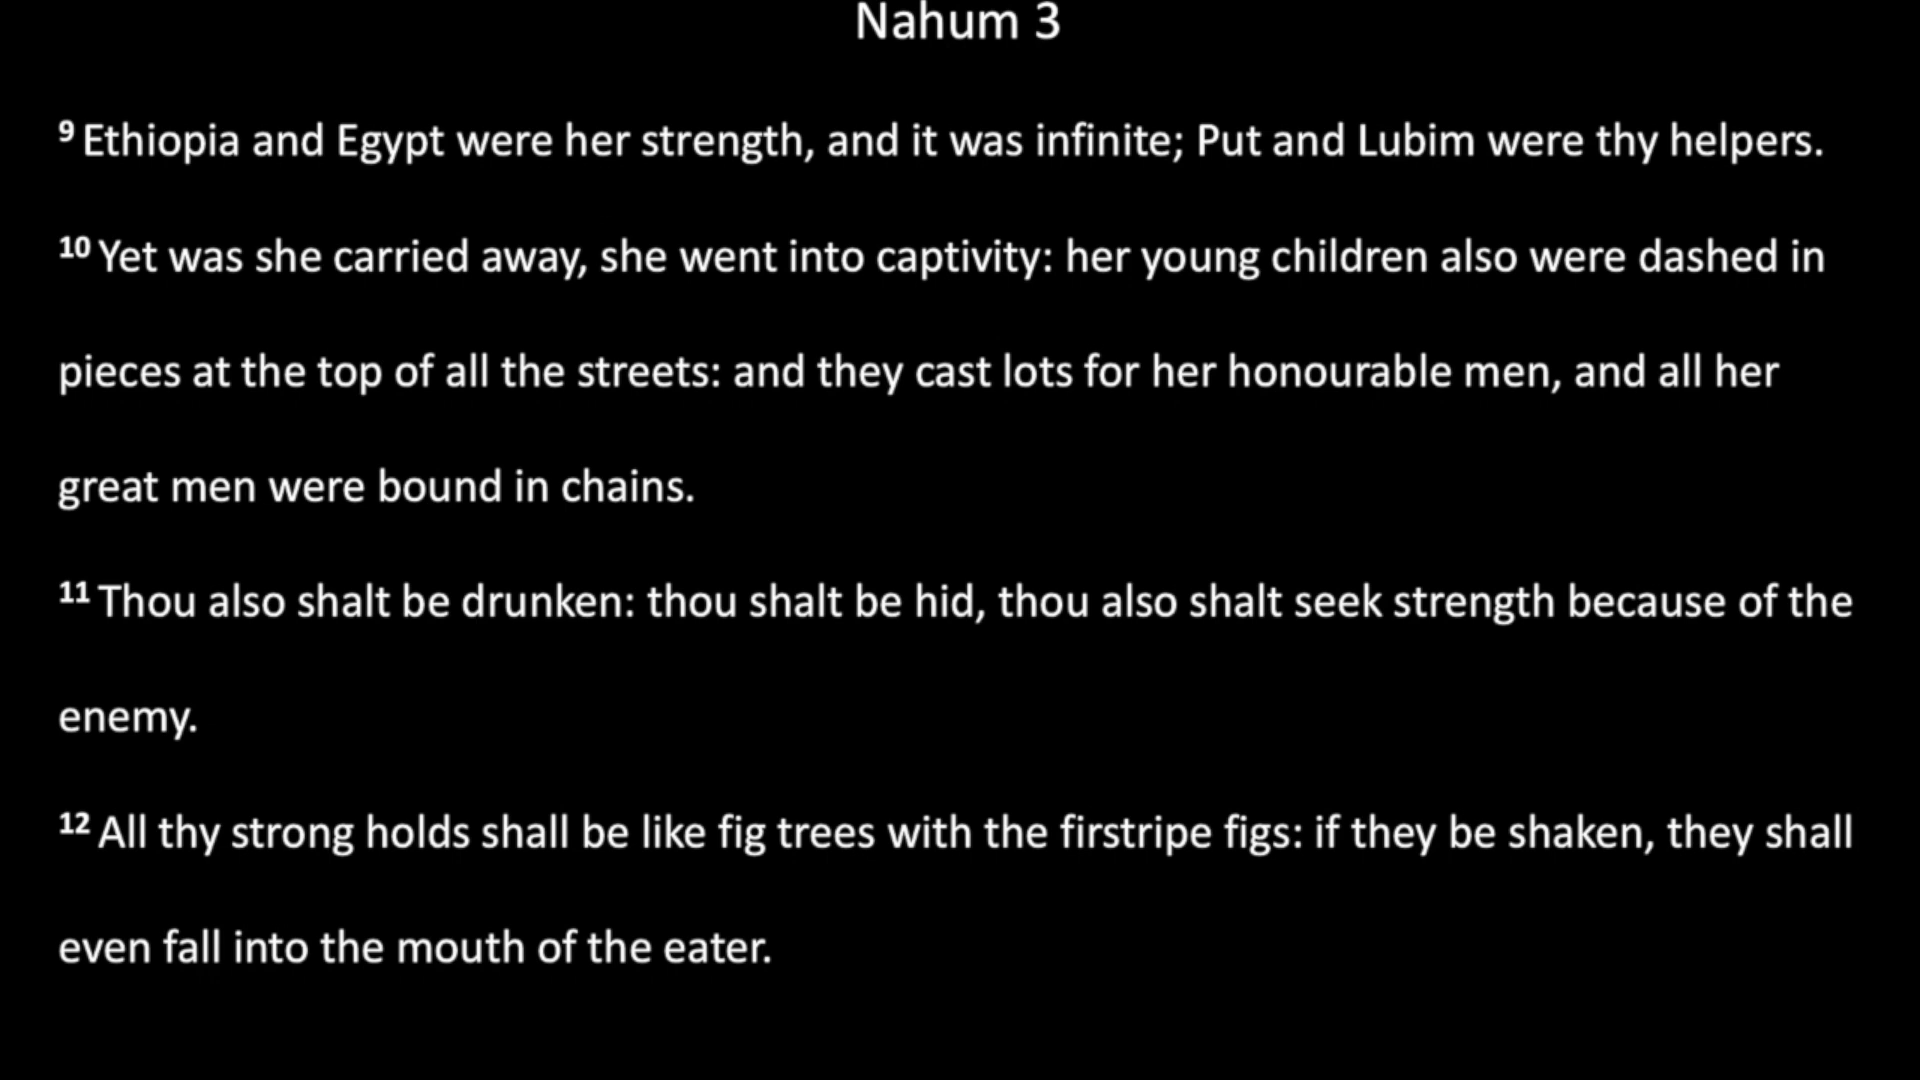 Nahum 3
9 Ethiopia and Egypt were her strength, and it was infinite; Put and Lubim were thy helpers.
10 Yet was she carried away, she went into captivity: her young children also were dashed in
pieces at the top of all the streets: and they cast lots for her honourable men, and all her
great men were bound in chains.
11 Thou also shalt be drunken: thou shalt be hid, thou also shalt seek strength because of the
enemy.
12 All thy strong holds shall be like fig trees with the firstripe figs: if they be shaken, they shall
even fall into the mouth of the eater.